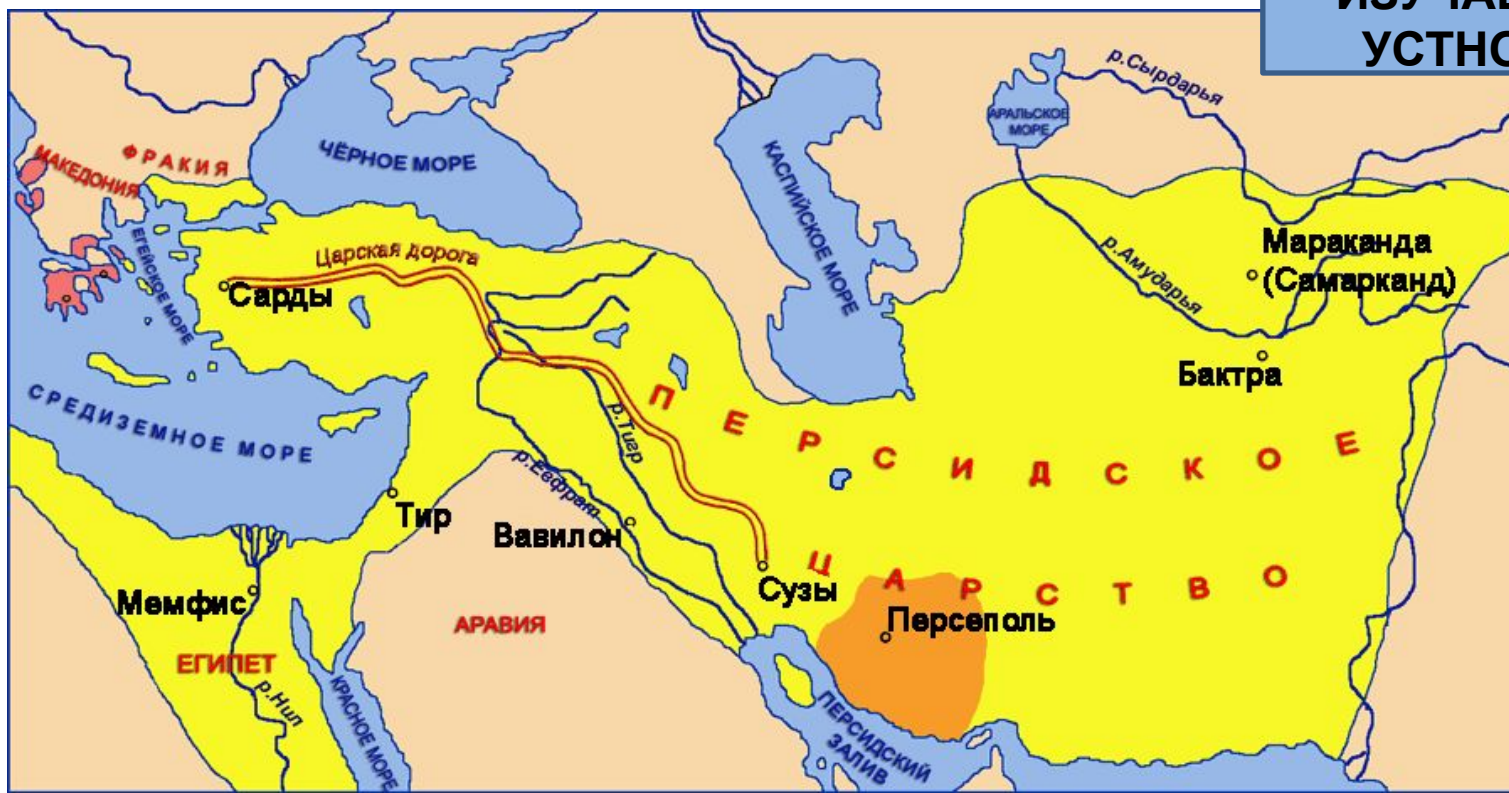 УСТНО
р.Сырдарья
АРАЛЬСКОЕ
МОРЕ
ФРАКИЯ
МАКЕДОНИЯ
ЧЁРНОЕ МОРЕ
КАСПИЙСКОЕ МОРЕ
ЕГЕЙСКОЕ МОРЕ
Царская дорога
Сарды
р.Амударья
Мараканда
(Самарканд)
Бактра
СРЕДИЗЕМНОЕ МОРЕ
ПЕРСИДСКОЕ
ЦАРСТВО
р.Тигр
р.Евфрат
Тир
Вавилон
Сузы
Персеполь
Мемфис
АРАВИЯ
ЕГИПЕТ
р.Нил
КРАСНОЕ МОРЕ
ПЕРСИДСКИЙ
ЗАЛИВ